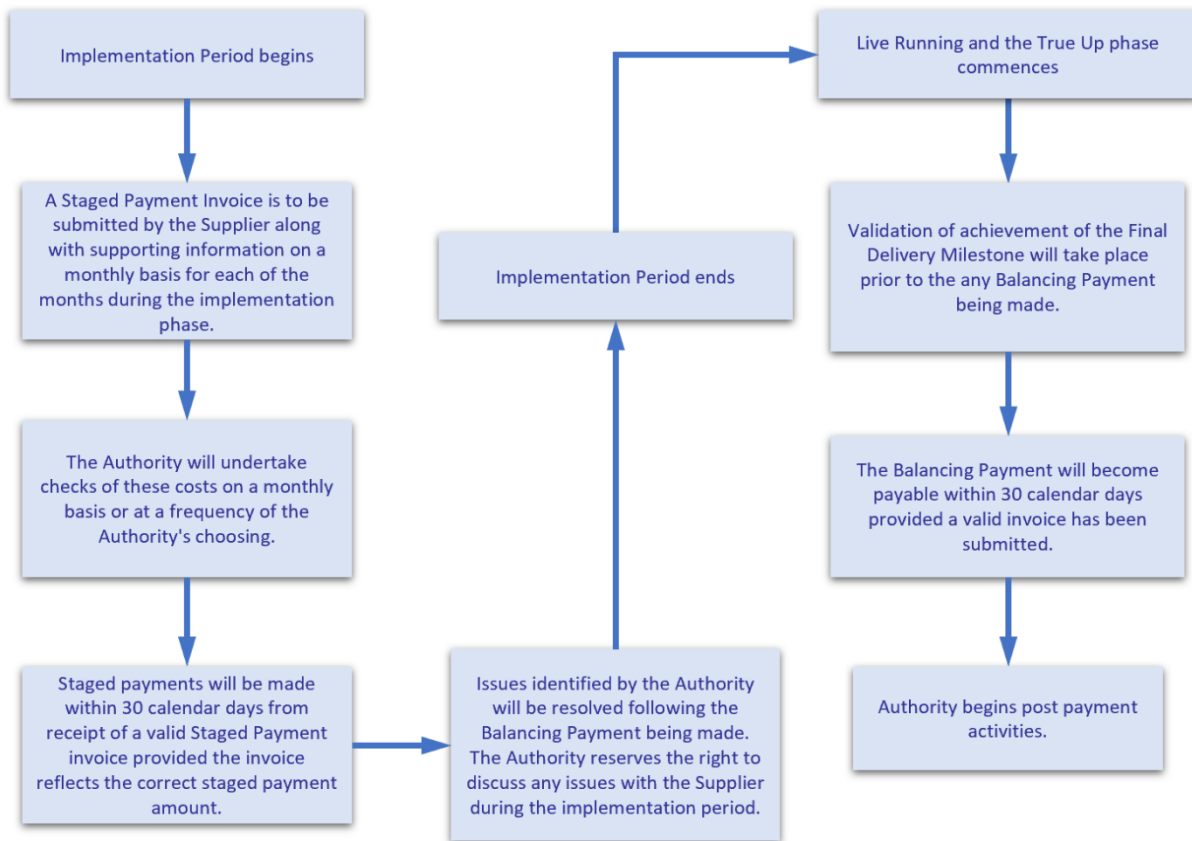 Implementation Period begins
A Staged Payment Invoice is to be
submitted by the Supplier along
with supporting information on a
monthly basis for each of the
months during the implementation
phase.
The Authority will undertake
checks of these costs on a monthly
basis or at a frequency of the
Authority's choosing.
Staged payments will be made
within 30 calendar days from
receipt of a valid Staged Payment
invoice provided the invoice
reflects the correct staged payment
amount.
Issues identified by the Authority
will be resolved following the
Balancing Payment being made.
The Authority reserves the right to
discuss any issues with the Supplier
during the implementation period.
Implementation Period ends
Live Running and the True Up phase
commences
Validation of achievement of the Final
Delivery Milestone will take place
prior to the any Balancing Payment
being made.
The Balancing Payment will become
payable within 30 calendar days
provided a valid invoice has been
submitted.
Authority begins post payment
activities.